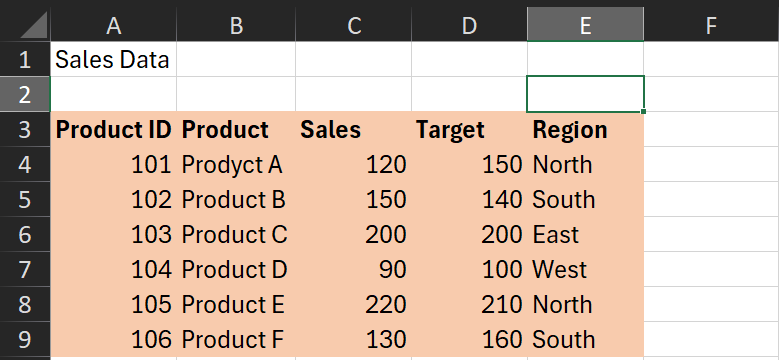 A B C D E F
1 Sales Data
2
3 Product ID Product Sales Target Region
4 101 Prodyct A 120 150 North
5 102 Product B 150 140 South
6 103 Product C 200 200 East
7 104 Product D 90 100 West
8 105 Product E 220 210 North
9 106 Product F 130 160 South